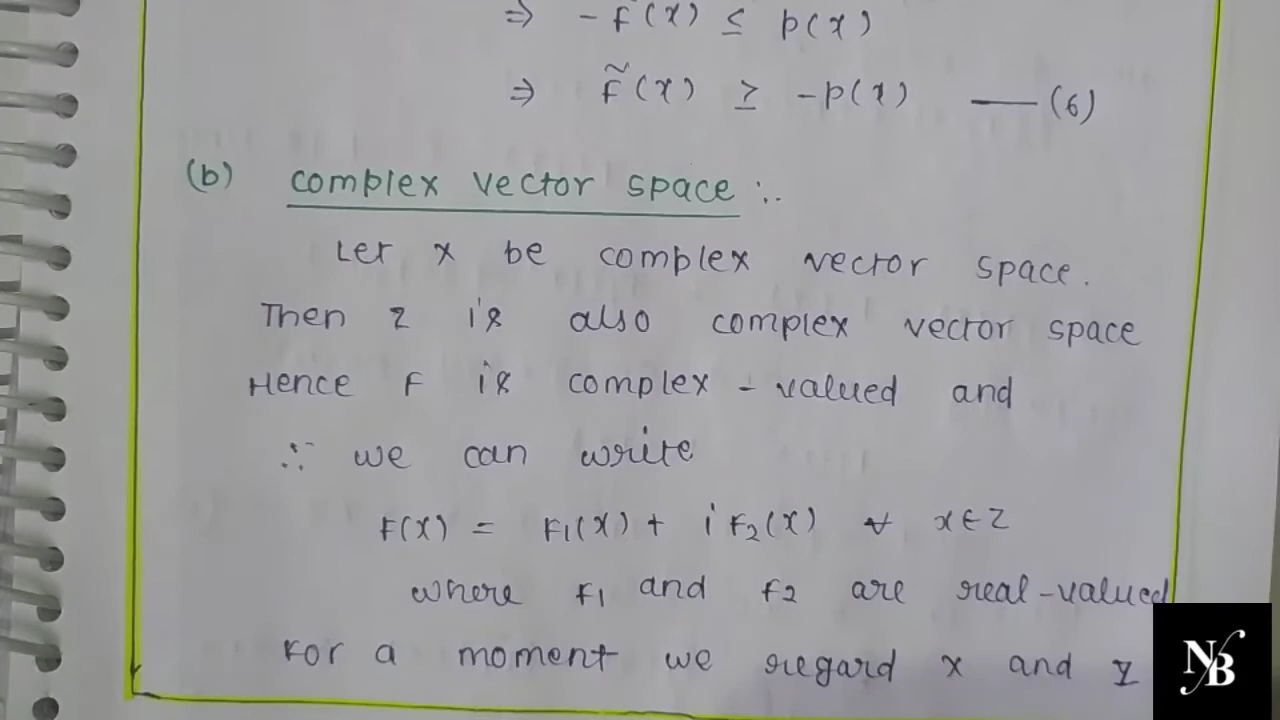 ⇒ -f̃(x) ≤ p(x)
⇒ f̃(x) ≥ -p(x) —— (6)
(b) complex vector space :.
Let x be complex vector space.
Then z is also complex vector space
Hence f is complex - valued and
∴ we can write
f(x) = f₁(x) + i f₂(x) ∀ x ∈ Z
where f₁ and f₂ are real-valued
For a moment we regard x and z
NB